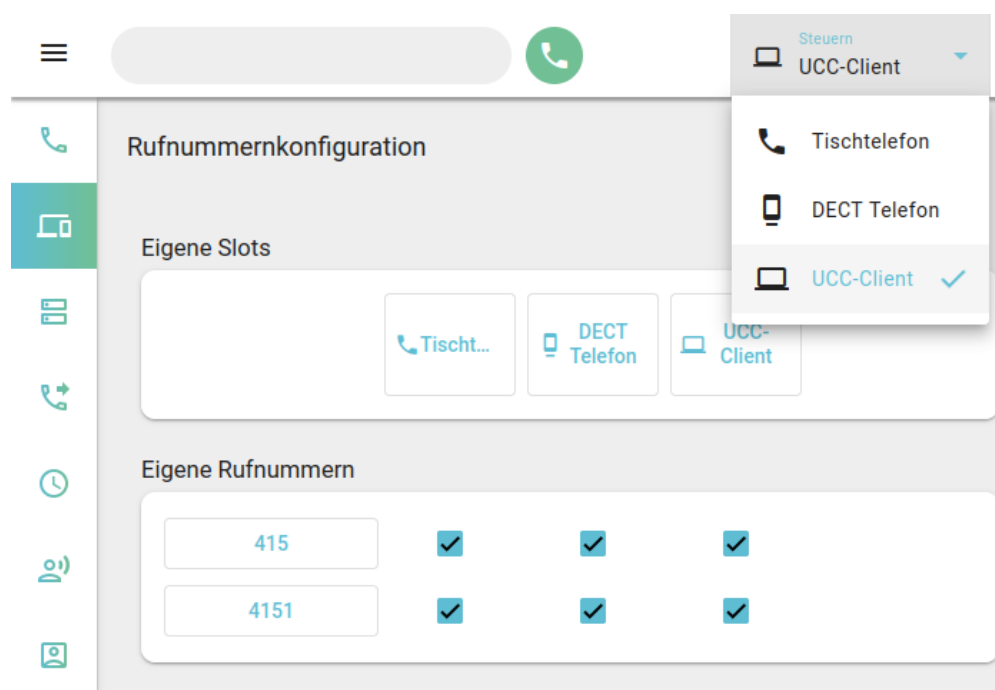 Steuern
UCC-Client
Tischtelefon
DECT Telefon
UCC-Client
Rufnummernkonfiguration
Eigene Slots
Tischt...
DECT
Telefon
UCC-
Client
Eigene Rufnummern
415
4151